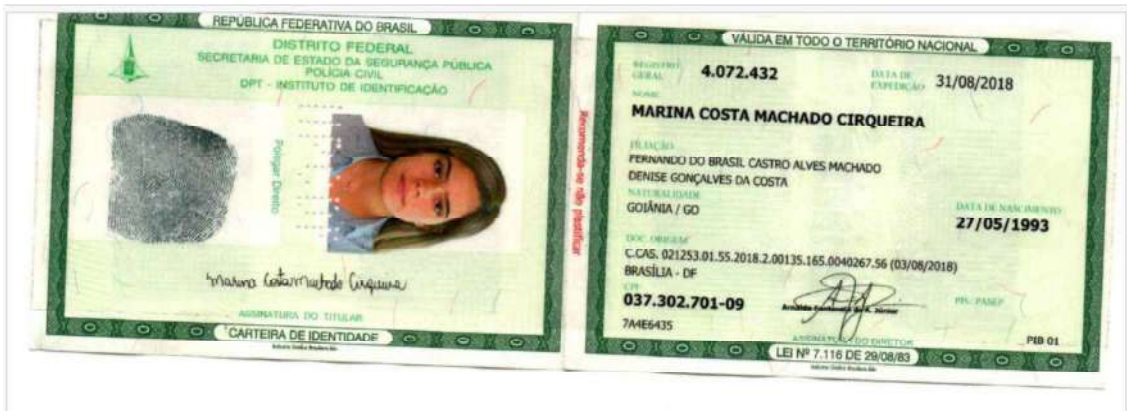 REPÚBLICA FEDERATIVA DO BRASIL
DISTRITO FEDERAL
SECRETARIA DE ESTADO DA SEGURANÇA PÚBLICA
POLÍCIA CIVIL
DPT - INSTITUTO DE IDENTIFICAÇÃO
Polegar Direito
Marina Costa Machado Cirqueira
ASSINATURA DO TITULAR
CARTEIRA DE IDENTIDADE
Recomenda-se não plastificar
VÁLIDA EM TODO O TERRITÓRIO NACIONAL
REGISTRO GERAL 4.072.432 DATA DE EXPEDIÇÃO 31/08/2018
NOME
MARINA COSTA MACHADO CIRQUEIRA
FILIAÇÃO
FERNANDO DO BRASIL CASTRO ALVES MACHADO
DENISE GONÇALVES DA COSTA
NATURALIDADE DATA DE NASCIMENTO
GOIÂNIA / GO 27/05/1993
DOC. ORIGEM
C.CAS. 021253.01.55.2018.2.00135.165.0040267.56 (03/08/2018)
BRASÍLIA - DF
CPF PIS / PASEP
037.302.701-09
7A4E6435
ASSINATURA DO DIRETOR PIB 01
LEI Nº 7.116 DE 29/08/83